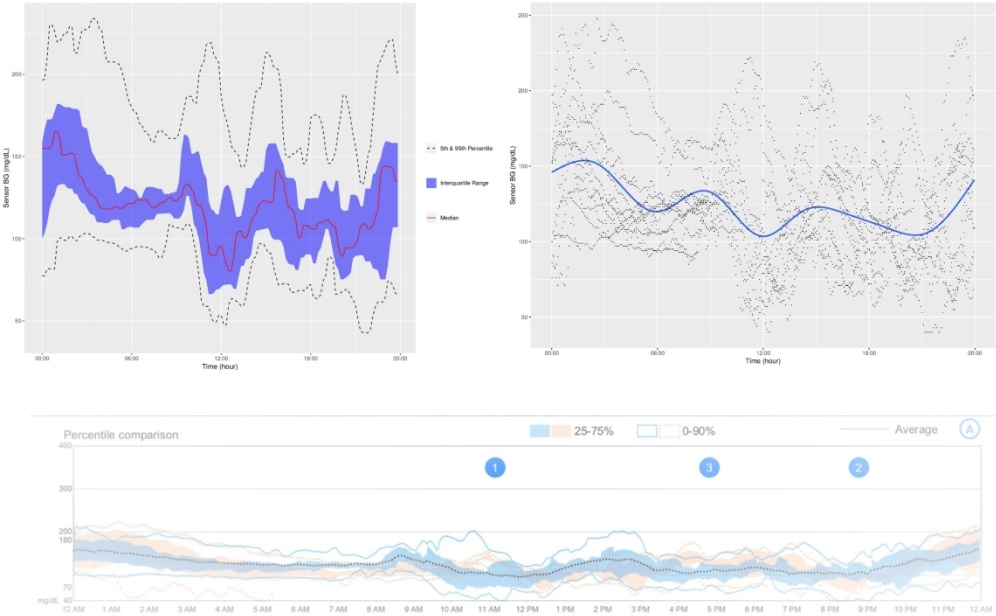 200-
150-
100-
50-
Sensor BG (mg/dL)
00:00 06:00 12:00 18:00 00:00
Time (hour)
5th & 95th Percentile
Interquartile Range
Median
250-
200-
150-
100-
50-
Sensor BG (mg/dL)
00:00 06:00 12:00 18:00 00:00
Time (hour)
Percentile comparison
25-75% 0-90% Average A
400
300
200
180
70
mg/dL 40
1 3 2
12 AM 1 AM 2 AM 3 AM 4 AM 5 AM 6 AM 7 AM 8 AM 9 AM 10 AM 11 AM 12 PM 1 PM 2 PM 3 PM 4 PM 5 PM 6 PM 7 PM 8 PM 9 PM 10 PM 11 PM 12 AM